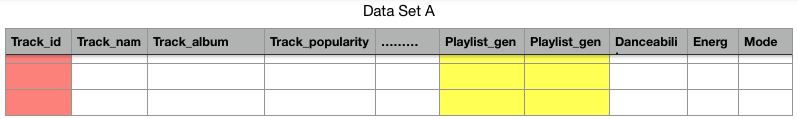 Data Set A
Track_id Track_nam Track_album Track_popularity ......... Playlist_gen Playlist_gen Danceabili Energ Mode